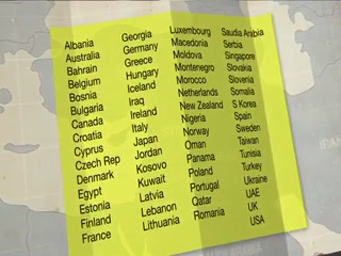 Albania
Australia
Bahrain
Belgium
Bosnia
Bulgaria
Canada
Croatia
Cyprus
Czech Rep
Denmark
Egypt
Estonia
Finland
France
Georgia
Germany
Greece
Hungary
Iceland
Iraq
Ireland
Italy
Japan
Jordan
Kosovo
Kuwait
Latvia
Lebanon
Lithuania
Luxembourg
Macedonia
Moldova
Montenegro
Morocco
Netherlands
New Zealand
Nigeria
Norway
Oman
Panama
Poland
Portugal
Qatar
Romania
Saudia Arabia
Serbia
Singapore
Slovakia
Slovenia
Somalia
S Korea
Spain
Sweden
Taiwan
Tunisia
Turkey
Ukraine
UAE
UK
USA